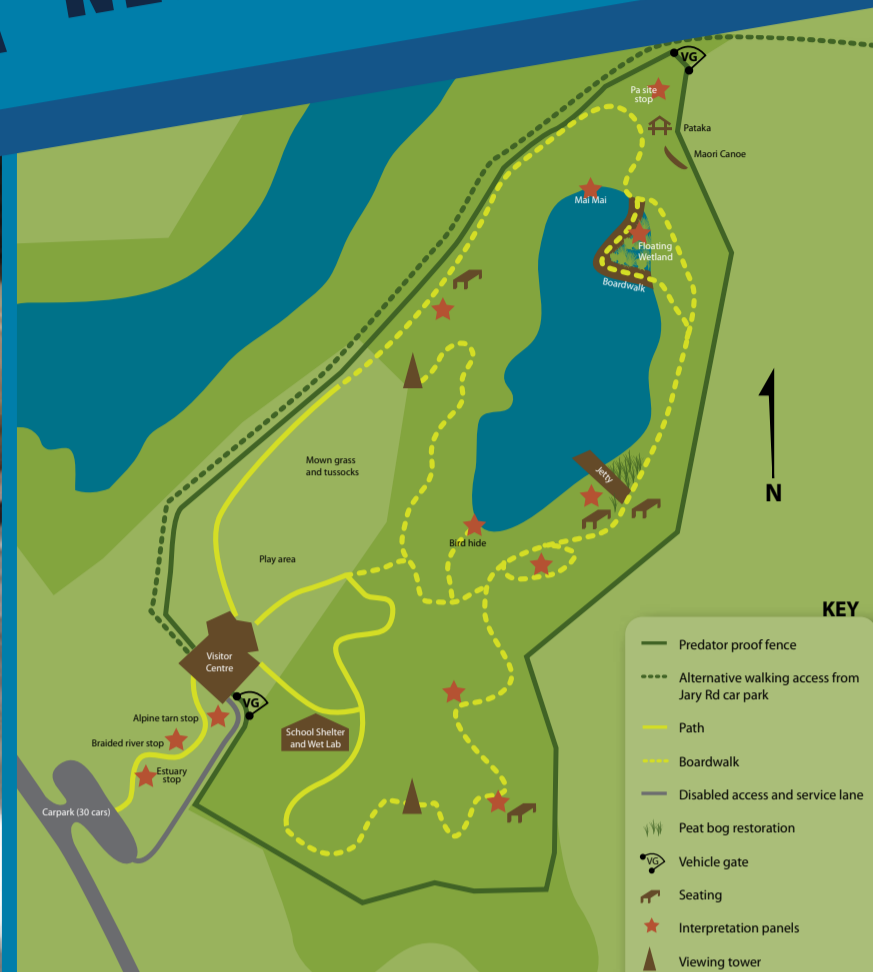 VG
Pa site
stop
Pataka
Maori Canoe
Mai Mai
Floating
Wetland
Boardwalk
Mown grass
and tussocks
N
Jetty
Bird hide
Play area
Visitor
Centre
VG
Alpine tarn stop
Braided river stop
School Shelter
and Wet Lab
Estuary
stop
Carpark (30 cars)
KEY
Predator proof fence
Alternative walking access from
Jary Rd car park
Path
Boardwalk
Disabled access and service lane
Peat bog restoration
VG
Vehicle gate
Seating
Interpretation panels
Viewing tower